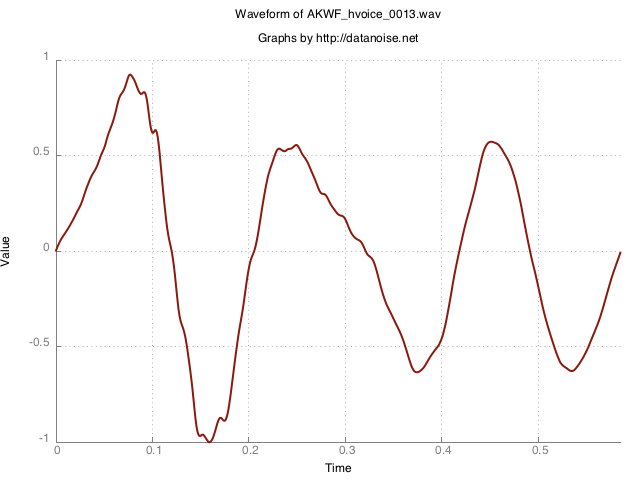 Waveform of AKWF_hvoice_0013.wav
Graphs by http://datanoise.net
1
0.5
0
-0.5
-1
Value
0 0.1 0.2 0.3 0.4 0.5
Time